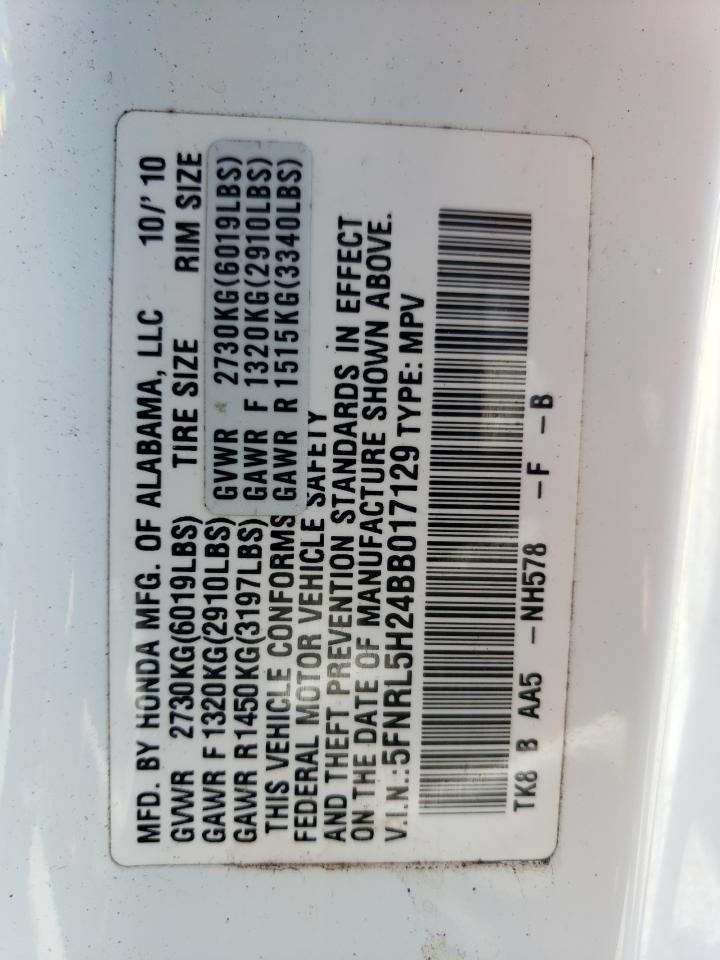 MFD. BY HONDA MFG. OF ALABAMA, LLC 10/' 10
GVWR 2730KG(6019LBS) TIRE SIZE RIM SIZE
GAWR F 1320KG(2910LBS) GVWR 2730KG(6019LBS)
GAWR R 1450KG(3197LBS) GAWR F 1320KG(2910LBS)
THIS VEHICLE CONFORMS GAWR R 1515KG(3340LBS)
FEDERAL MOTOR VEHICLE SAFETY
AND THEFT PREVENTION STANDARDS IN EFFECT
ON THE DATE OF MANUFACTURE SHOWN ABOVE.
V.I.N.:5FNRL5H24BB017129 TYPE: MPV
TK8 B AA5 -NH578 -F -B